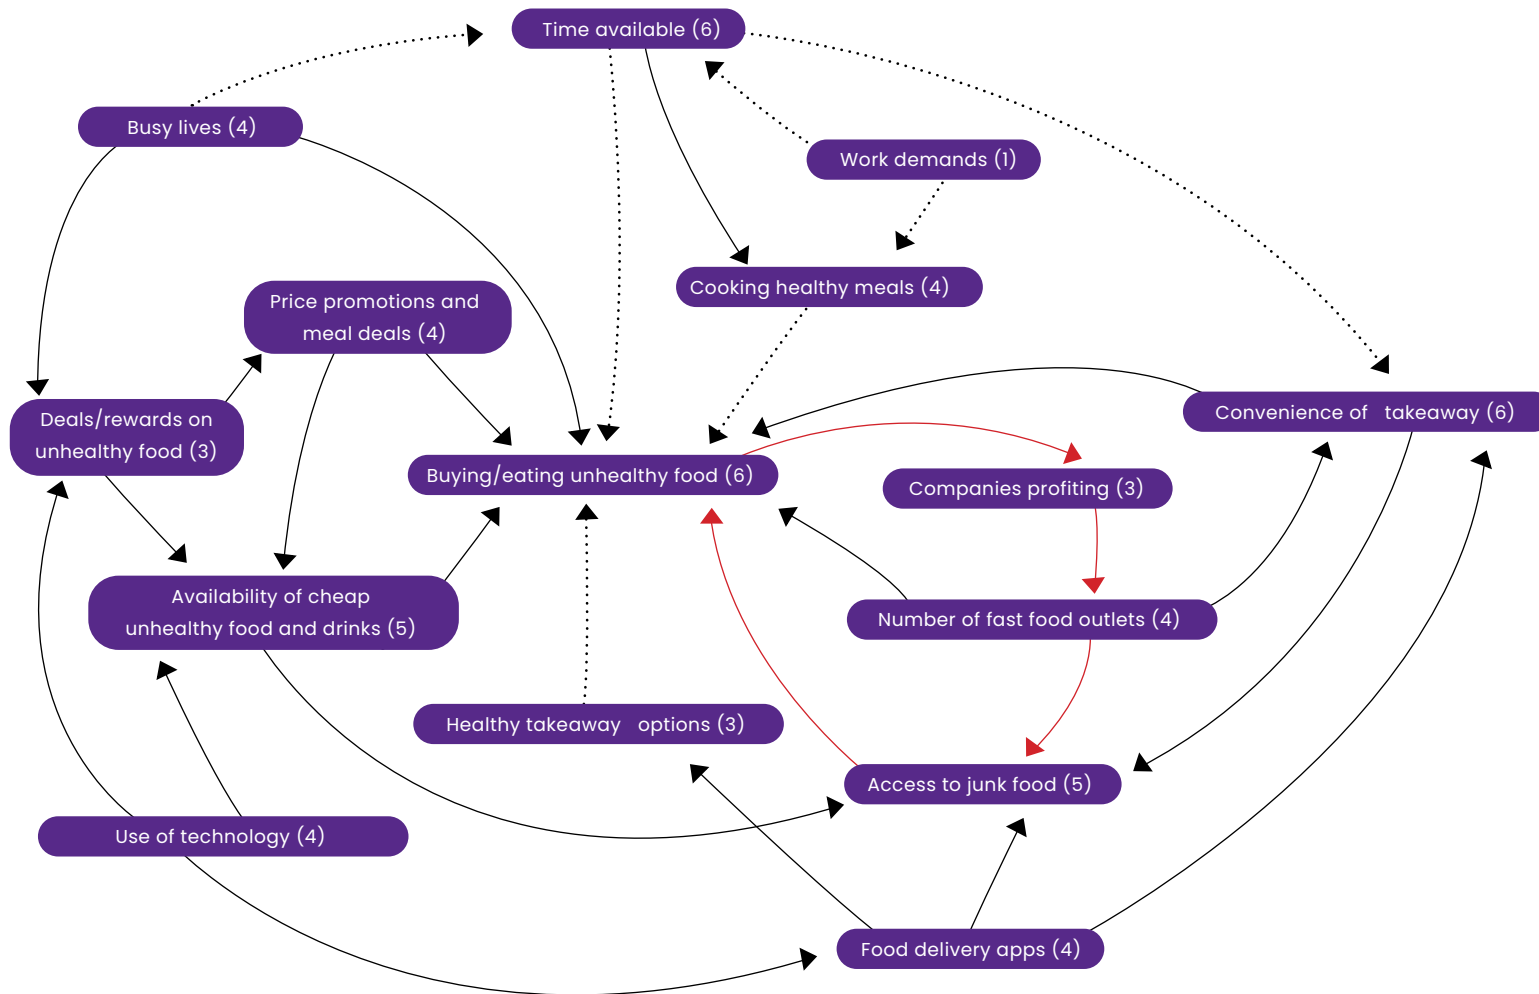 Time available (6)
Busy lives (4)
Work demands (1)
Cooking healthy meals (4)
Price promotions and
meal deals (4)
Deals/rewards on
unhealthy food (3)
Convenience of takeaway (6)
Buying/eating unhealthy food (6)
Companies profiting (3)
Availability of cheap
unhealthy food and drinks (5)
Number of fast food outlets (4)
Healthy takeaway options (3)
Access to junk food (5)
Use of technology (4)
Food delivery apps (4)